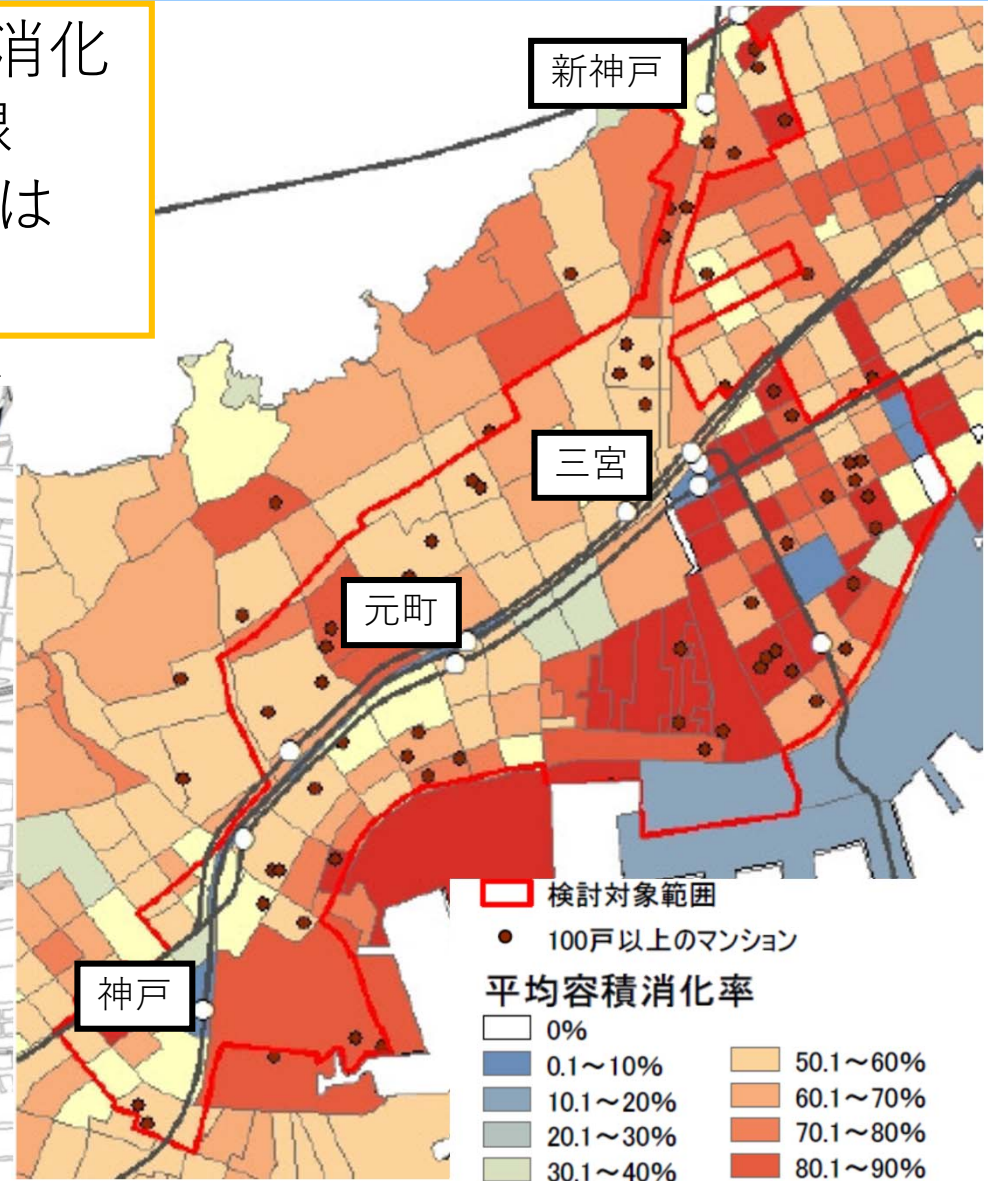 消化
は
新神戸
三宮
元町
神戸
検討対象範囲
100戸以上のマンション
平均容積消化率
0%
0.1～10%
10.1～20%
20.1～30%
30.1～40%
50.1～60%
60.1～70%
70.1～80%
80.1～90%